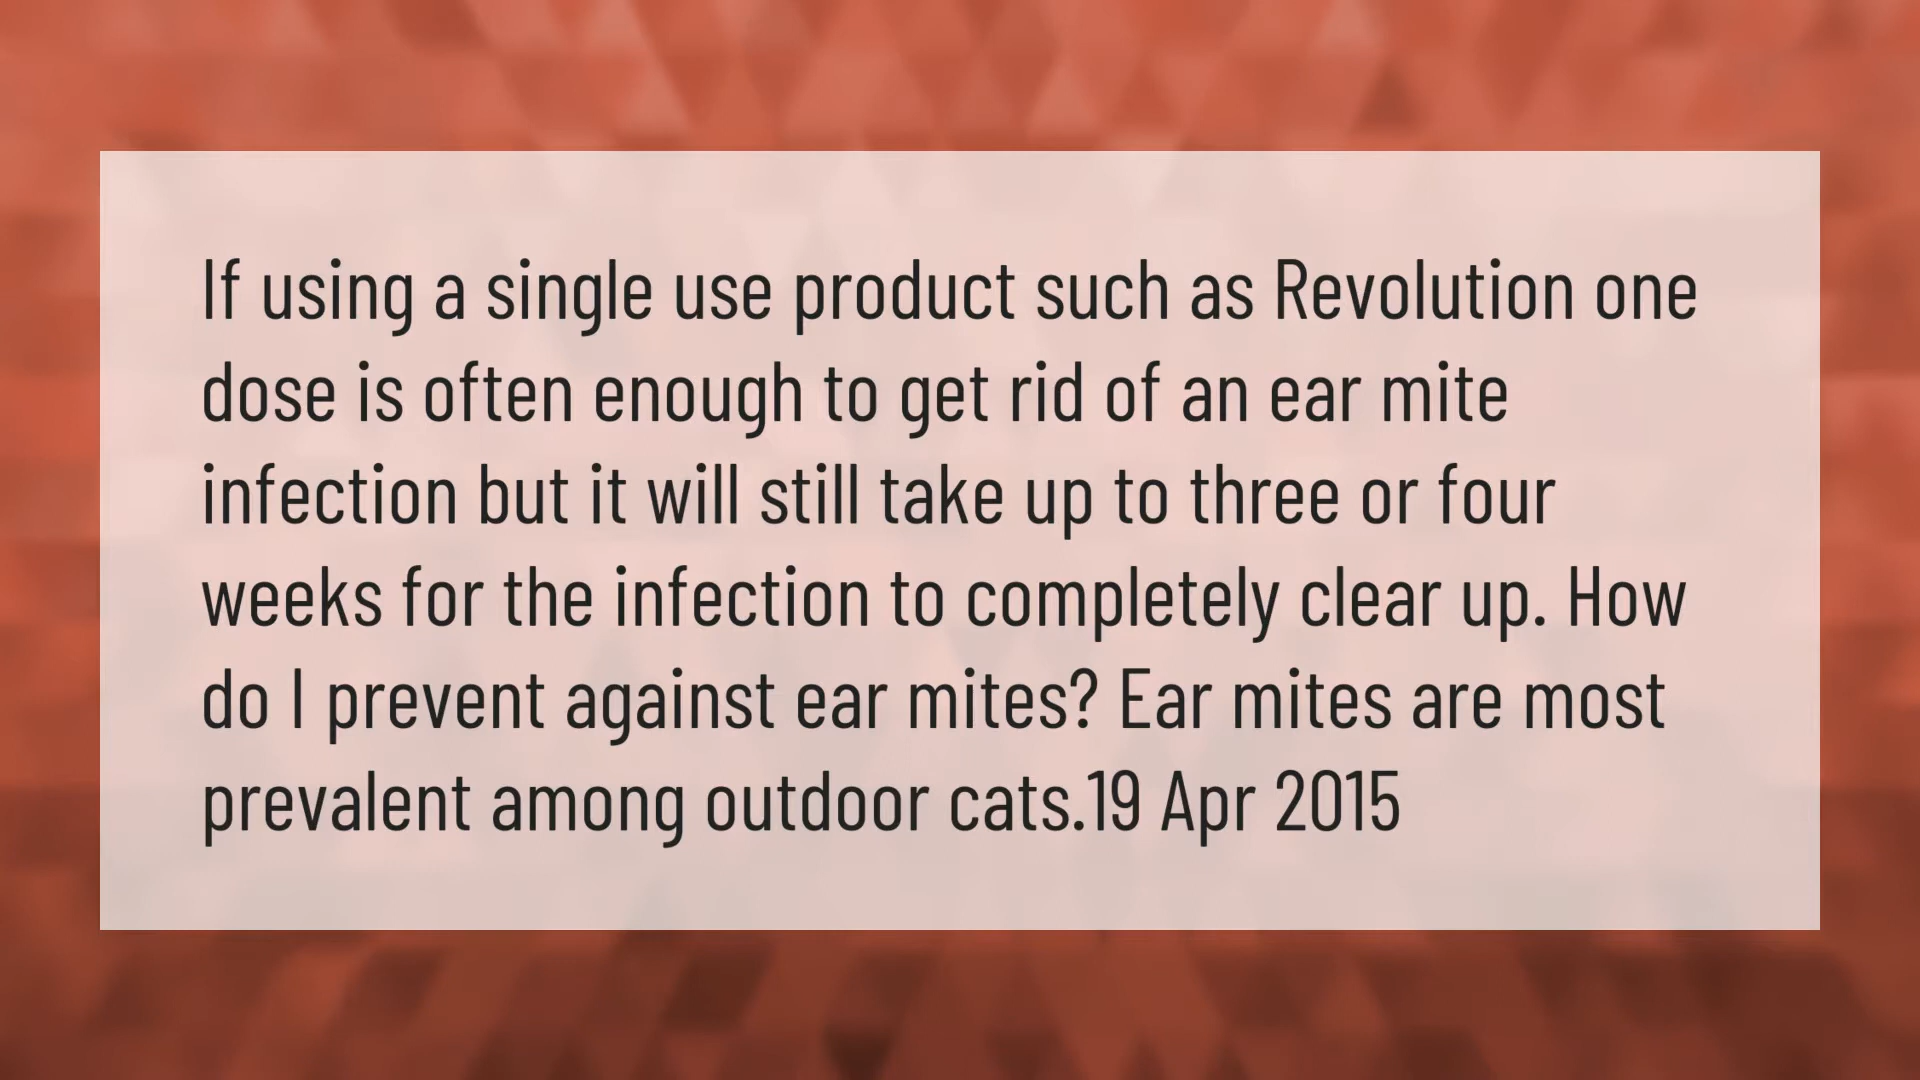 If using a single use product such as Revolution one
dose is often enough to get rid of an ear mite
infection but it will still take up to three or four
weeks for the infection to completely clear up. How
do I prevent against ear mites? Ear mites are most
prevalent among outdoor cats.19 Apr 2015